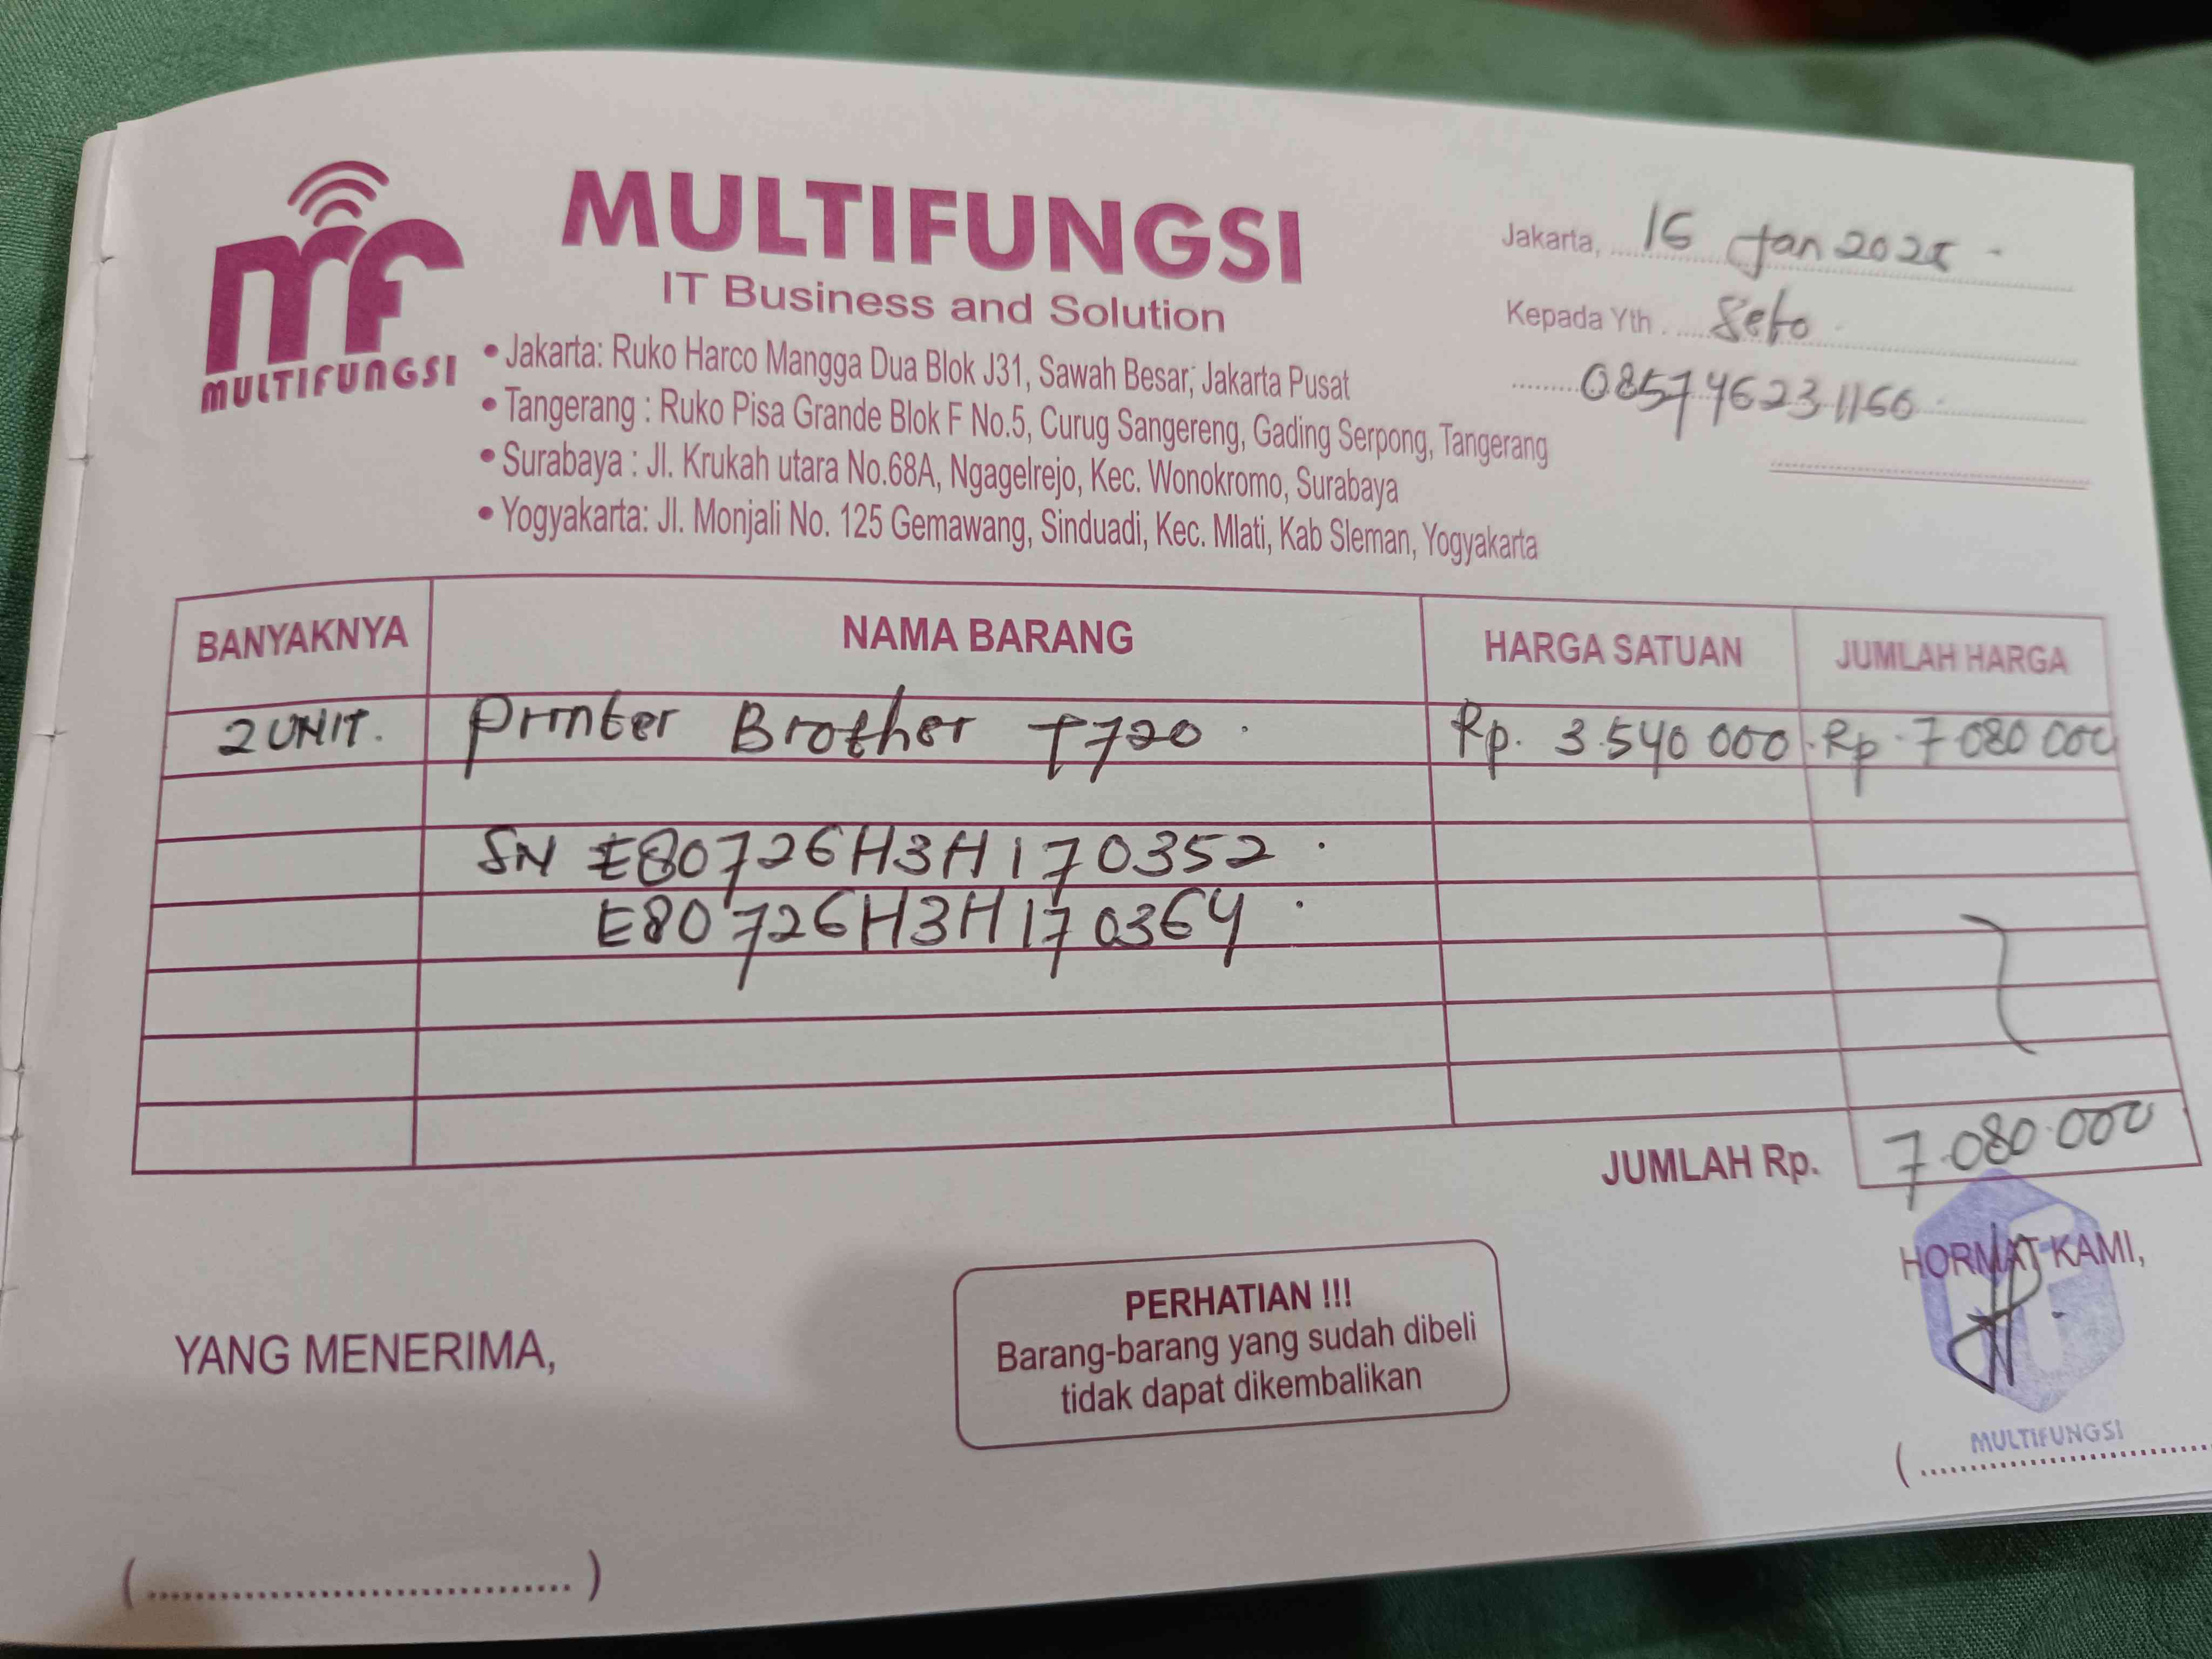 MULTIFUNGSI
MULTIFUNGSI
IT Business and Solution
• Jakarta: Ruko Harco Mangga Dua Blok J31, Sawah Besar, Jakarta Pusat
• Tangerang : Ruko Pisa Grande Blok F No.5, Curug Sangereng, Gading Serpong, Tangerang
• Surabaya : Jl. Krukah utara No.68A, Ngagelrejo, Kec. Wonokromo, Surabaya
• Yogyakarta: Jl. Monjali No. 125 Gemawang, Sinduadi, Kec. Mlati, Kab Sleman, Yogyakarta
Jakarta, 16 Jan 2025
Kepada Yth. Seto
085746231160
BANYAKNYA NAMA BARANG HARGA SATUAN JUMLAH HARGA
2 UNIT. Printer Brother T720. Rp. 3.540 000. Rp. 7 080 000
SN E80726H3H170352.
E80726H3H170364.
JUMLAH Rp. 7.080.000
HORMAT KAMI,
MULTIFUNGSI
PERHATIAN !!!
Barang-barang yang sudah dibeli
tidak dapat dikembalikan
YANG MENERIMA,